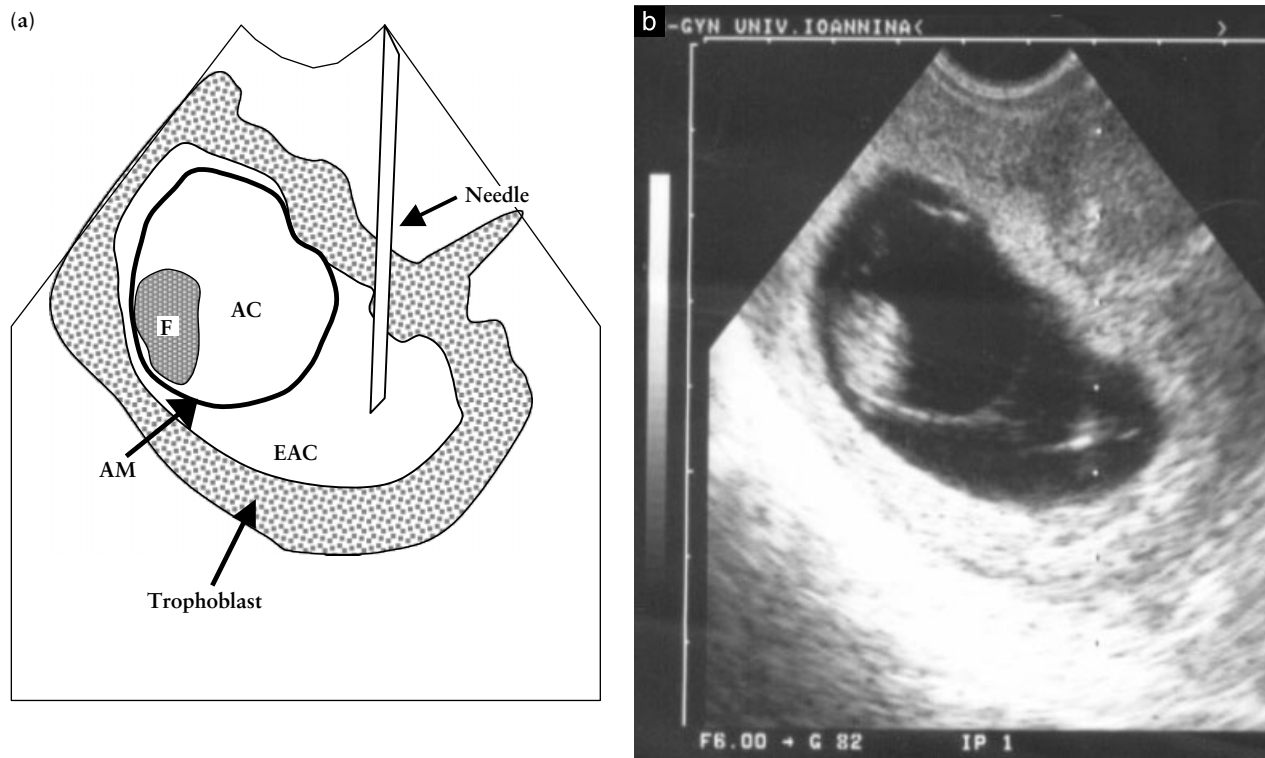 (a)
Needle
AC
F
AM
EAC
Trophoblast
b
-GYN UNIV.IOANNINA< >
F6.00 → G 82 IP 1